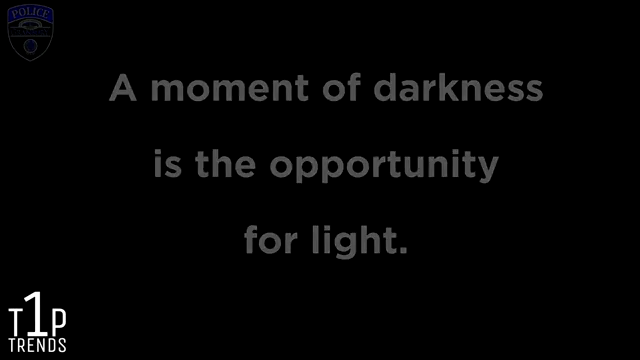 POLICE
A moment of darkness
is the opportunity
for light.
T1P
TRENDS